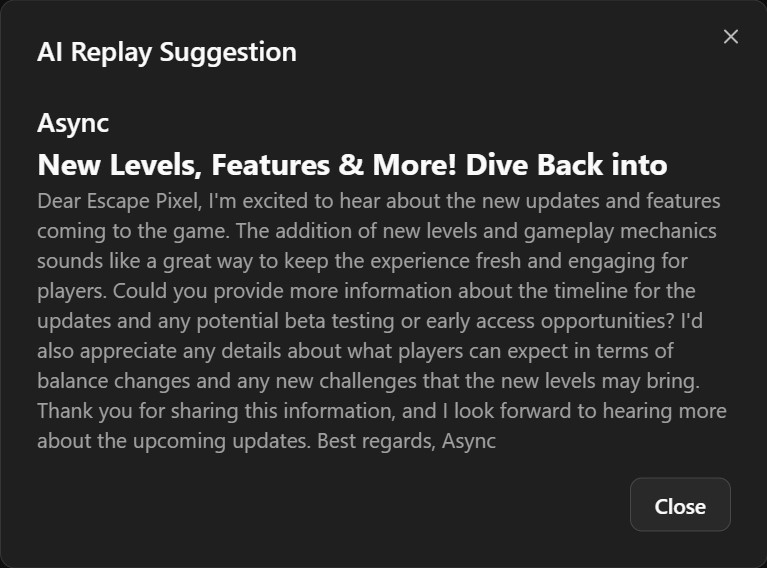 AI Replay Suggestion
Async
New Levels, Features & More! Dive Back into
Dear Escape Pixel, I'm excited to hear about the new updates and features
coming to the game. The addition of new levels and gameplay mechanics
sounds like a great way to keep the experience fresh and engaging for
players. Could you provide more information about the timeline for the
updates and any potential beta testing or early access opportunities? I'd
also appreciate any details about what players can expect in terms of
balance changes and any new challenges that the new levels may bring.
Thank you for sharing this information, and I look forward to hearing more
about the upcoming updates. Best regards, Async
Close